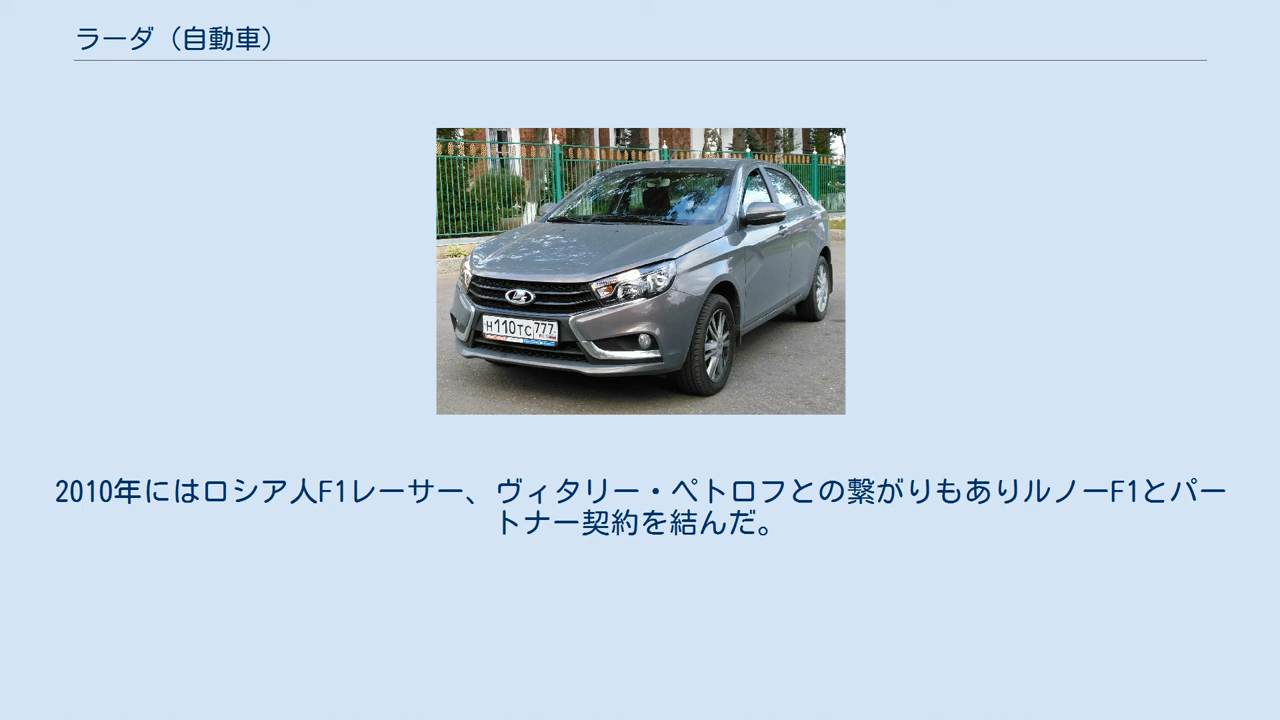 ラーダ（自動車）
H110TC 777
2010年にはロシア人F1レーサー、ヴィタリー・ペトロフとの繋がりもありルノーF1とパー
トナー契約を結んだ。